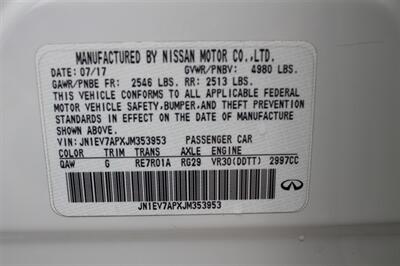 MANUFACTURED BY NISSAN MOTOR CO.,LTD.
DATE: 07/17 GVWR/PNBV: 4980 LBS.
GAWR/PNBE FR: 2546 LBS. RR: 2513 LBS.
THIS VEHICLE CONFORMS TO ALL APPLICABLE FEDERAL
MOTOR VEHICLE SAFETY, BUMPER, AND THEFT PREVENTION
STANDARDS IN EFFECT ON THE DATE OF MANUFACTURE
SHOWN ABOVE.
VIN: JN1EV7APXJM353953 PASSENGER CAR
COLOR TRIM TRANS AXLE ENGINE
QAW G RE7R01A RG29 VR30(DDTT) 2997CC
JN1EV7APXJM353953
INFINITI